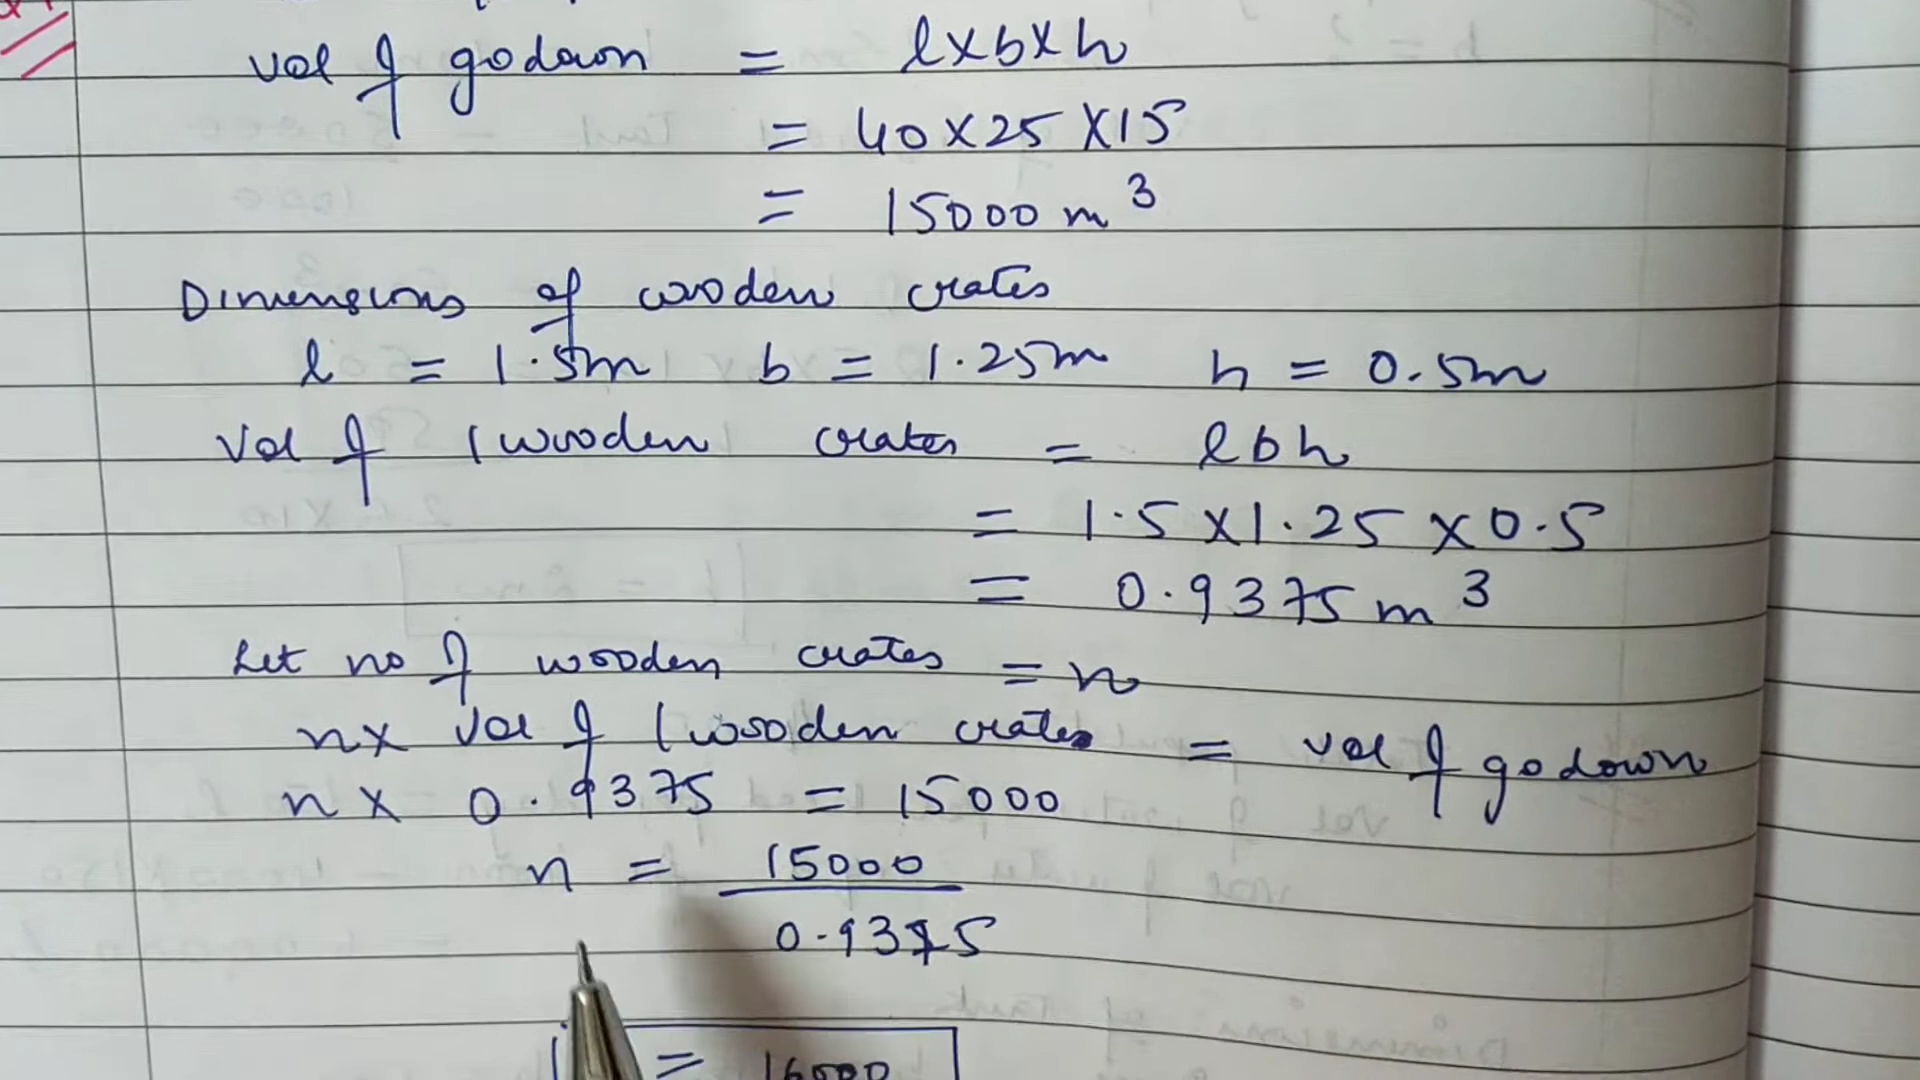 vol of godown = l×b×h
= 40×25×15
= 15000 m³
Dimensions of wooden crates
l = 1.5m b = 1.25m h = 0.5m
Vol of 1 wooden crates = lbh
= 1.5×1.25×0.5
= 0.9375 m³
Let no of wooden crates = n
n× Vol of 1 wooden crates = vol of godown
n × 0.9375 = 15000
n = 15000
0.9375
= 16000